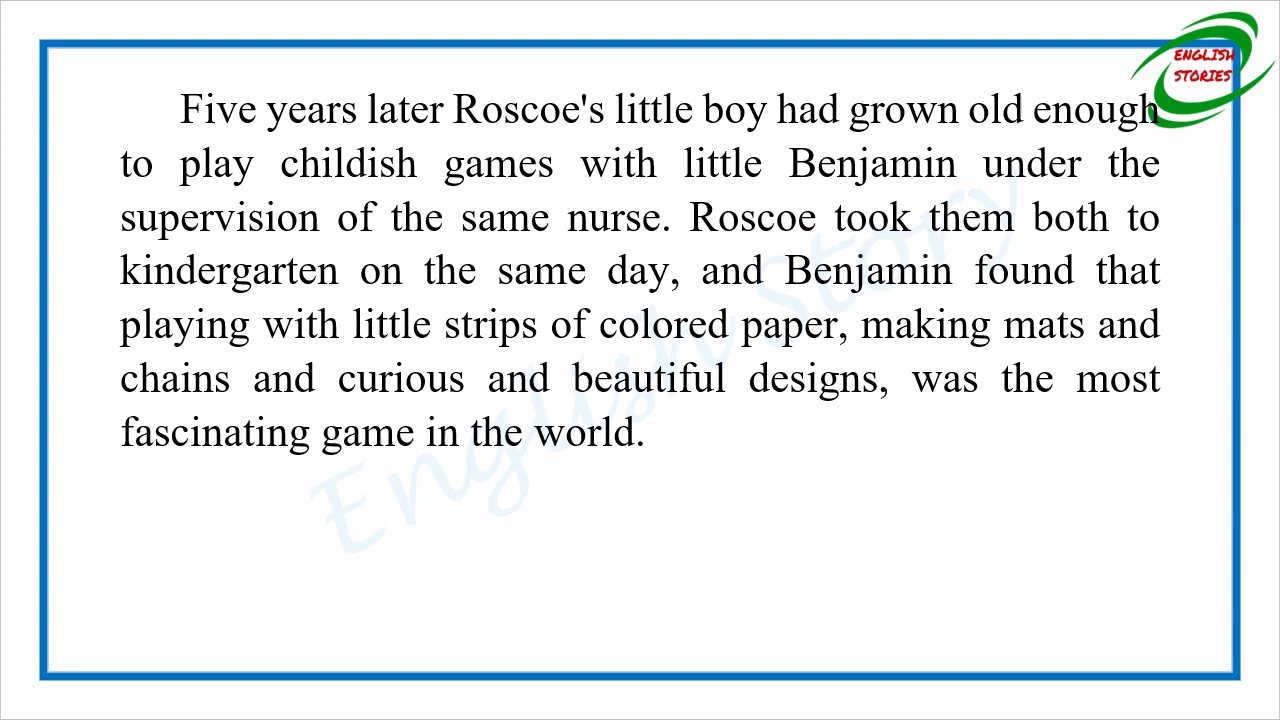 ENGLISH
STORIES
Five years later Roscoe's little boy had grown old enough
to play childish games with little Benjamin under the
supervision of the same nurse. Roscoe took them both to
kindergarten on the same day, and Benjamin found that
playing with little strips of colored paper, making mats and
chains and curious and beautiful designs, was the most
fascinating game in the world.
English Story